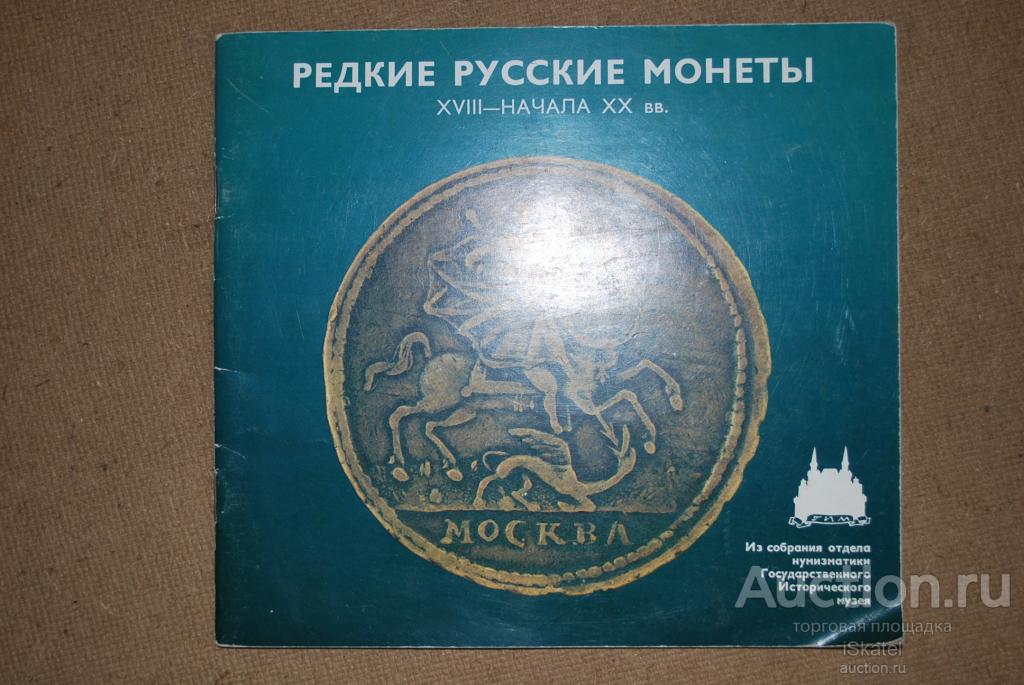 РЕДКИЕ РУССКИЕ МОНЕТЫ
XVIII—НАЧАЛА XX вв.
МОСКВА
ГИМ
Из собрания отдела
нумизматики
Государственного
Исторического
музея
Auction.ru
торговая площадка
iSkatel
auction.ru